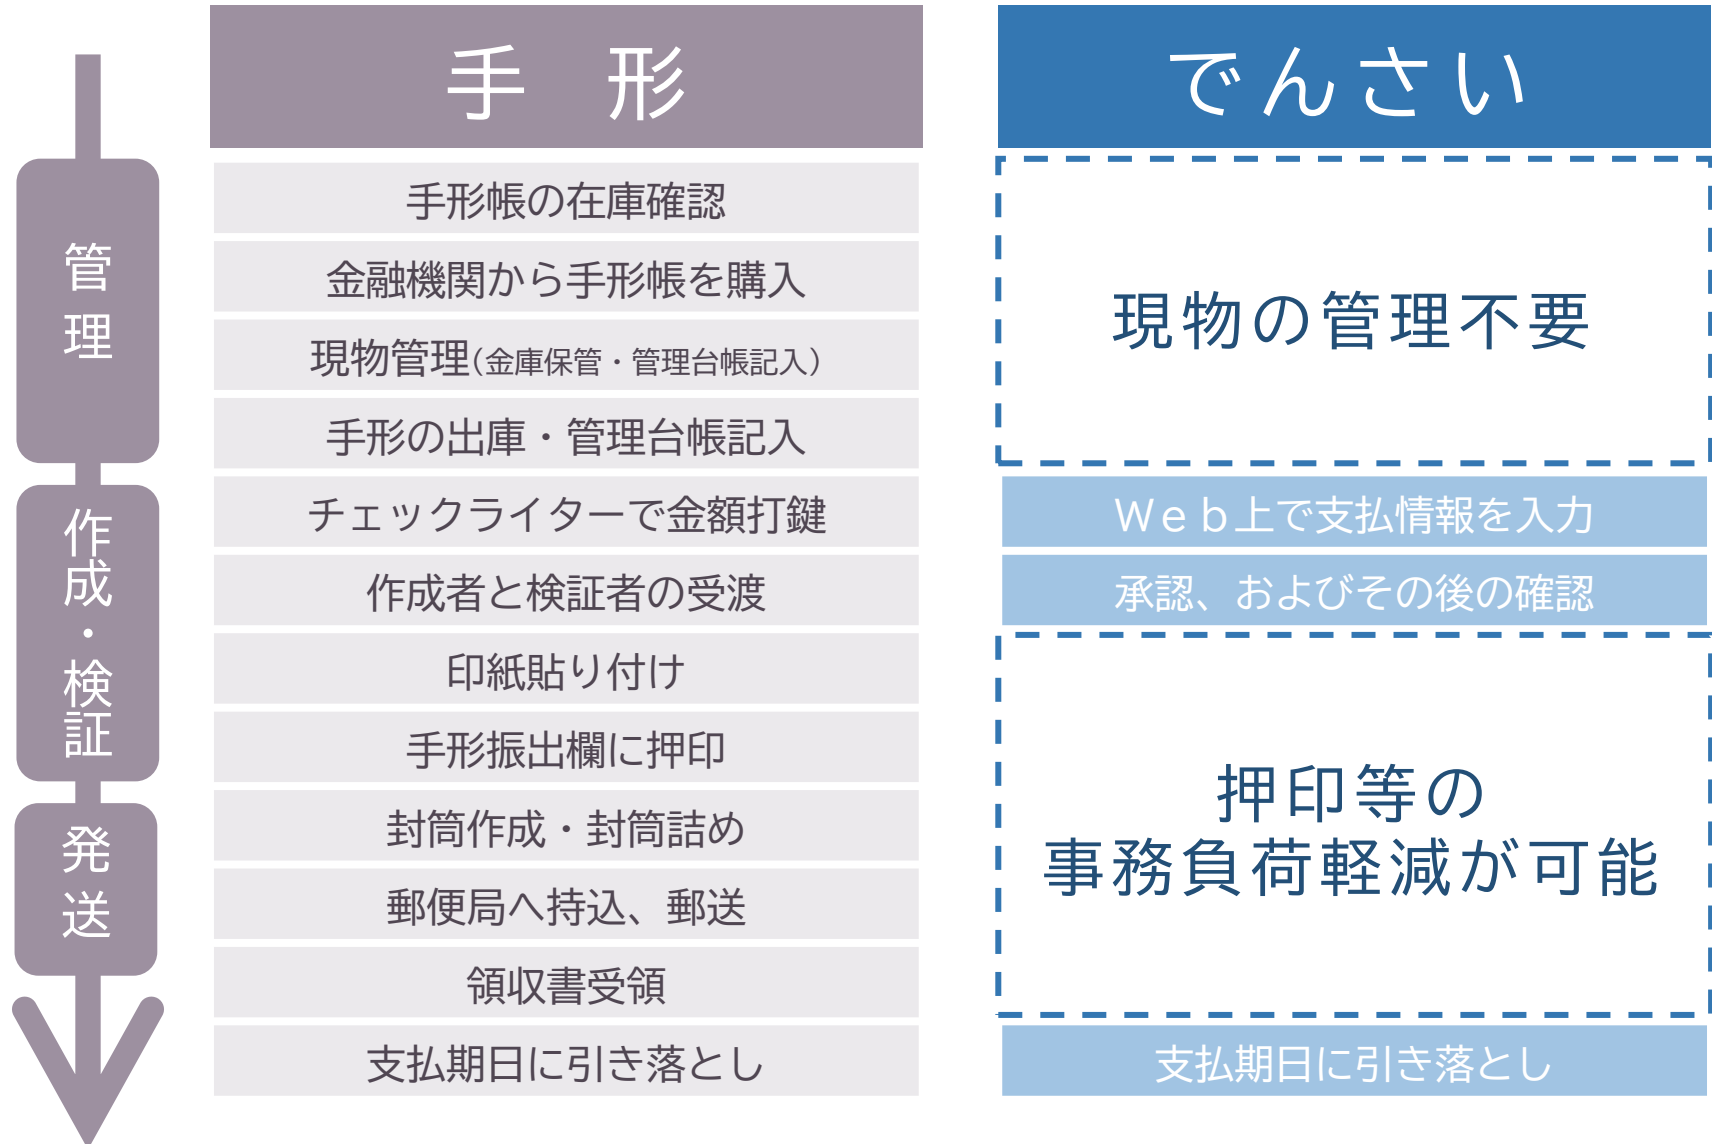 手 形
でんさい
管理
作成・検証
発送
手形帳の在庫確認
金融機関から手形帳を購入
現物管理(金庫保管・管理台帳記入)
手形の出庫・管理台帳記入
チェックライターで金額打鍵
作成者と検証者の受渡
印紙貼り付け
手形振出欄に押印
封筒作成・封筒詰め
郵便局へ持込、郵送
領収書受領
支払期日に引き落とし
現物の管理不要
Ｗｅｂ上で支払情報を入力
承認、およびその後の確認
押印等の
事務負荷軽減が可能
支払期日に引き落とし